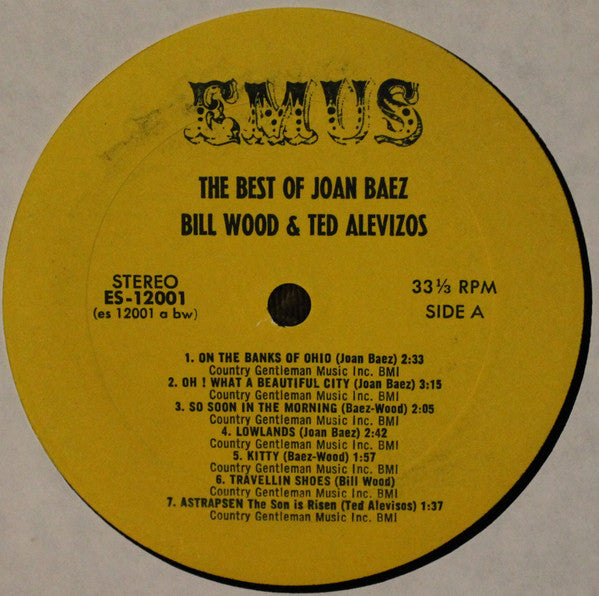 EMUS
THE BEST OF JOAN BAEZ
BILL WOOD & TED ALEVIZOS
STEREO
ES-12001
(es 12001 a bw)
33⅓ RPM
SIDE A
1. ON THE BANKS OF OHIO (Joan Baez) 2:33
Country Gentleman Music Inc. BMI
2. OH ! WHAT A BEAUTIFUL CITY (Joan Baez) 3:15
Country Gentleman Music Inc. BMI
3. SO SOON IN THE MORNING (Baez-Wood) 2:05
Country Gentleman Music Inc. BMI
4. LOWLANDS (Joan Baez) 2:42
Country Gentleman Music Inc. BMI
5. KITTY (Baez-Wood) 1:57
Country Gentleman Music Inc. BMI
6. TRAVELLIN SHOES (Bill Wood)
Country Gentleman Music Inc. BMI
7. ASTRAPSEN The Son is Risen (Ted Alevisos) 1:37
Country Gentleman Music Inc. BMI